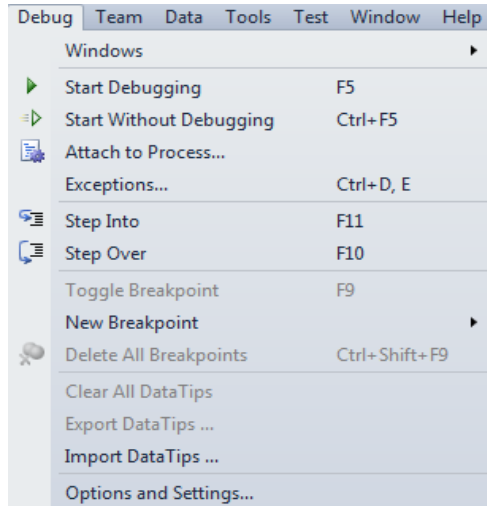 Debug Team Data Tools Test Window Help
Windows
Start Debugging F5
Start Without Debugging Ctrl+F5
Attach to Process...
Exceptions... Ctrl+D, E
Step Into F11
Step Over F10
Toggle Breakpoint F9
New Breakpoint
Delete All Breakpoints Ctrl+Shift+F9
Clear All DataTips
Export DataTips ...
Import DataTips ...
Options and Settings...